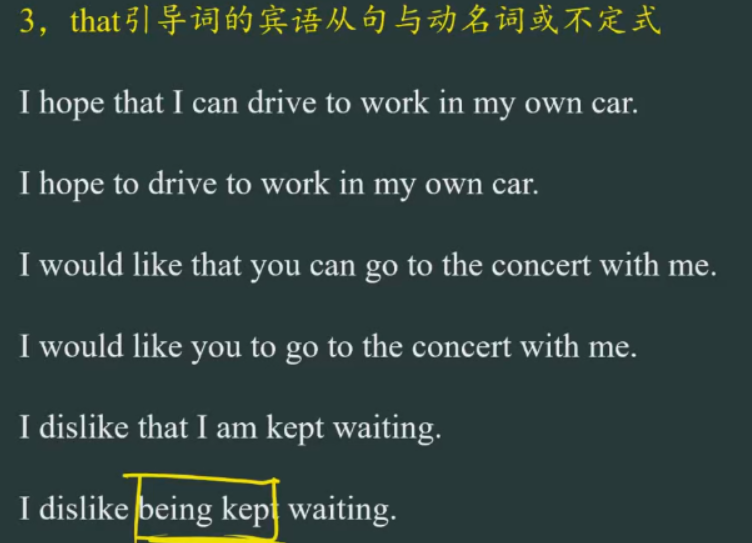 3，that引导词的宾语从句与动名词或不定式
I hope that I can drive to work in my own car.
I hope to drive to work in my own car.
I would like that you can go to the concert with me.
I would like you to go to the concert with me.
I dislike that I am kept waiting.
I dislike being kept waiting.